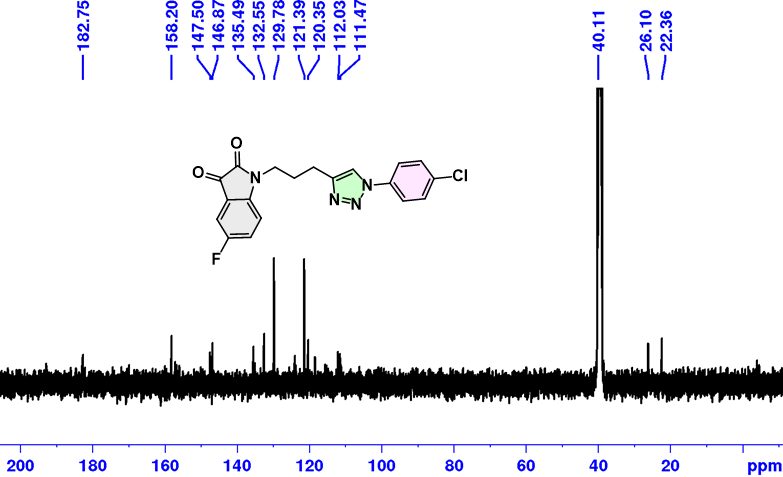 182.75
158.20
147.50
146.87
135.49
132.55
129.78
121.39
120.35
112.03
111.47
40.11
26.10
22.36
O
O
N
N
N
N
Cl
F
200 180 160 140 120 100 80 60 40 20 ppm